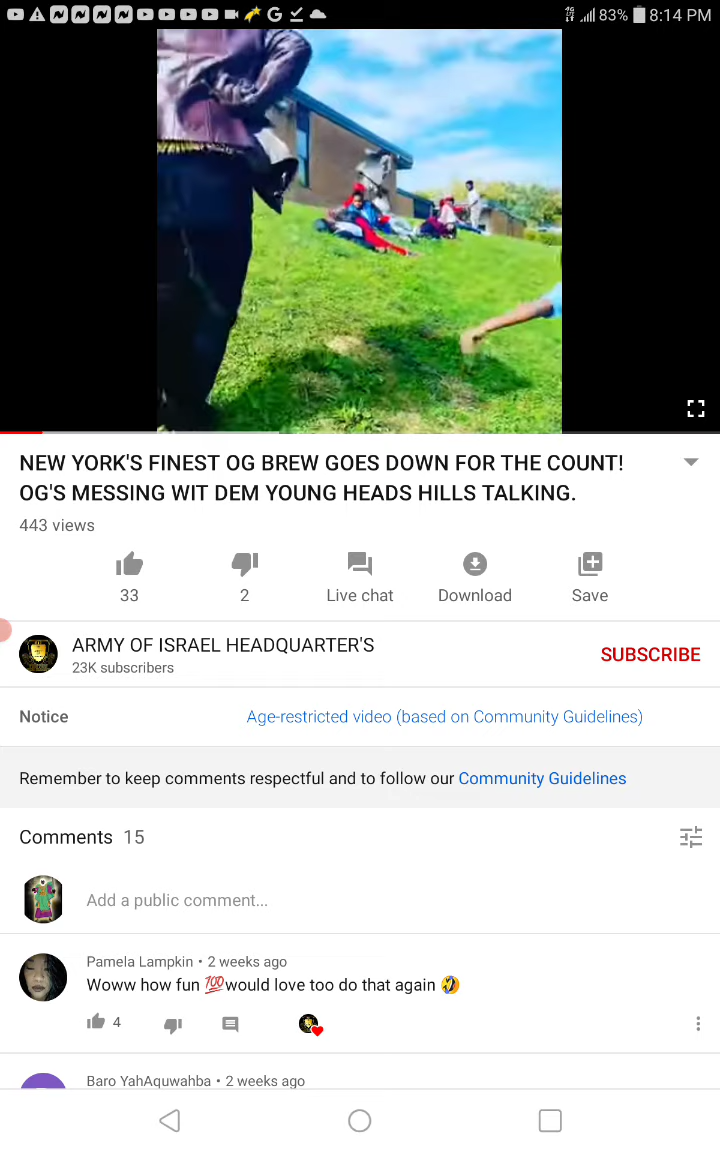 83% 8:14 PM
NEW YORK'S FINEST OG BREW GOES DOWN FOR THE COUNT!
OG'S MESSING WIT DEM YOUNG HEADS HILLS TALKING.
443 views
33 2 Live chat Download Save
ARMY OF ISRAEL HEADQUARTER'S
23K subscribers
SUBSCRIBE
Notice Age-restricted video (based on Community Guidelines)
Remember to keep comments respectful and to follow our Community Guidelines
Comments 15
Add a public comment...
Pamela Lampkin • 2 weeks ago
Woww how fun 💯would love too do that again 🤣
4
Baro YahAquwahba • 2 weeks ago